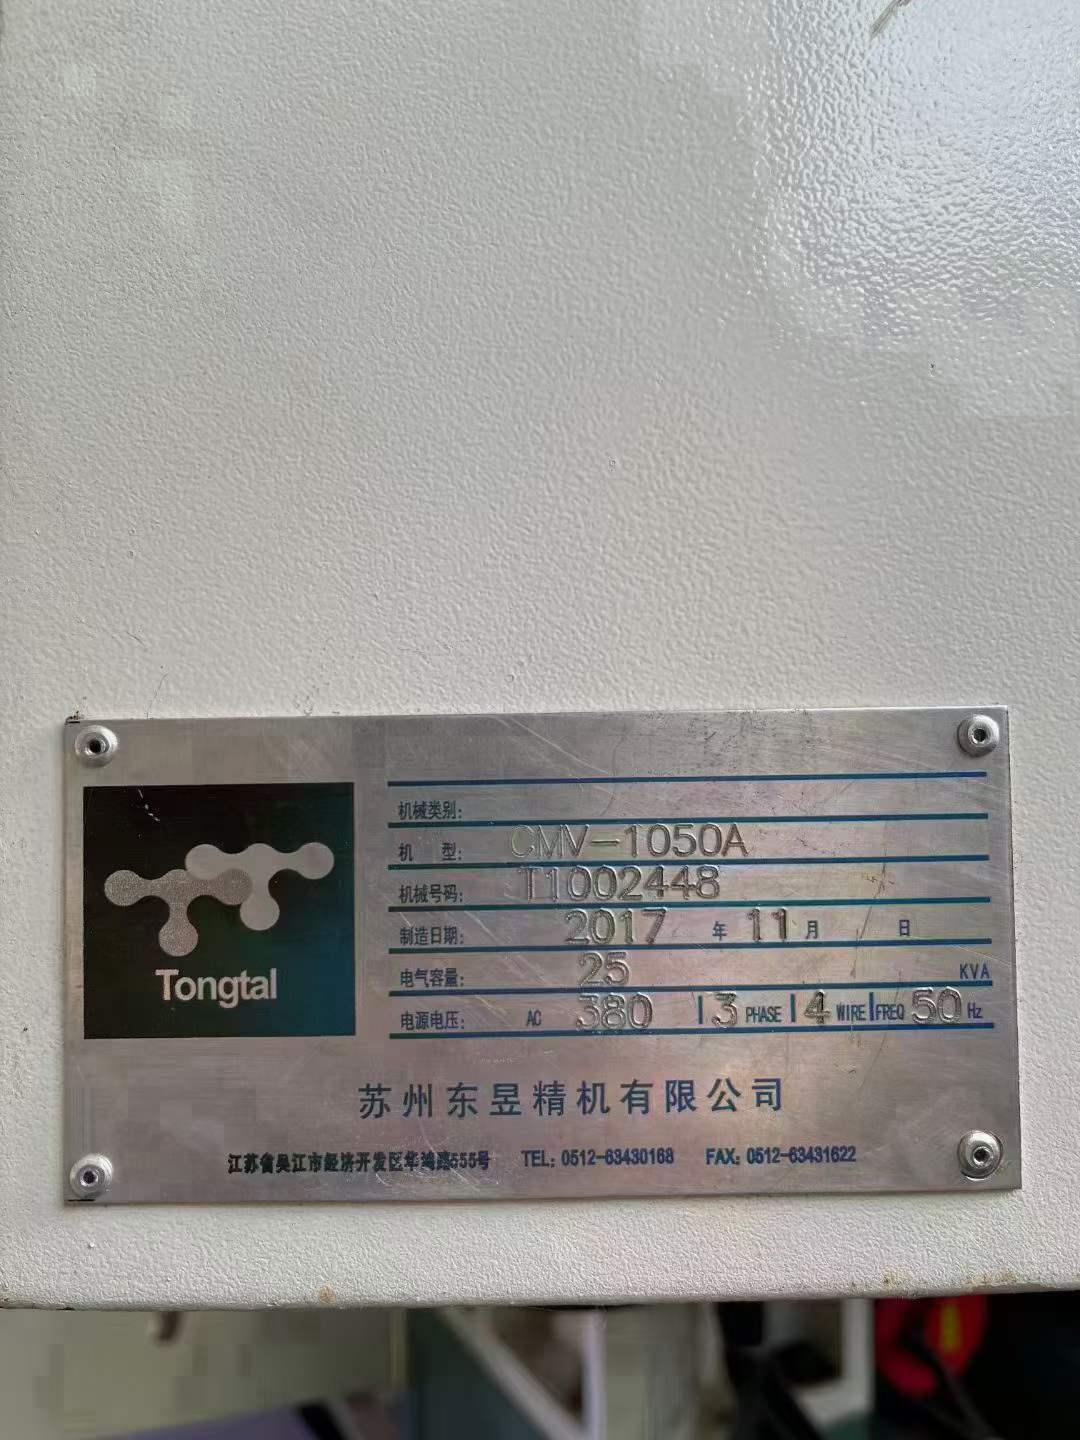 机械类别:
机 型: CMV-1050A
机械号码: T1002448
制造日期: 2017 年 11 月 日
电气容量: 25 KVA
电源电压: AC 380 3 PHASE 4 WIRE FREQ 50 Hz
Tongtal
苏州东昱精机有限公司
江苏省吴江市经济开发区华鸿路555号 TEL: 0512-63430168 FAX: 0512-63431622